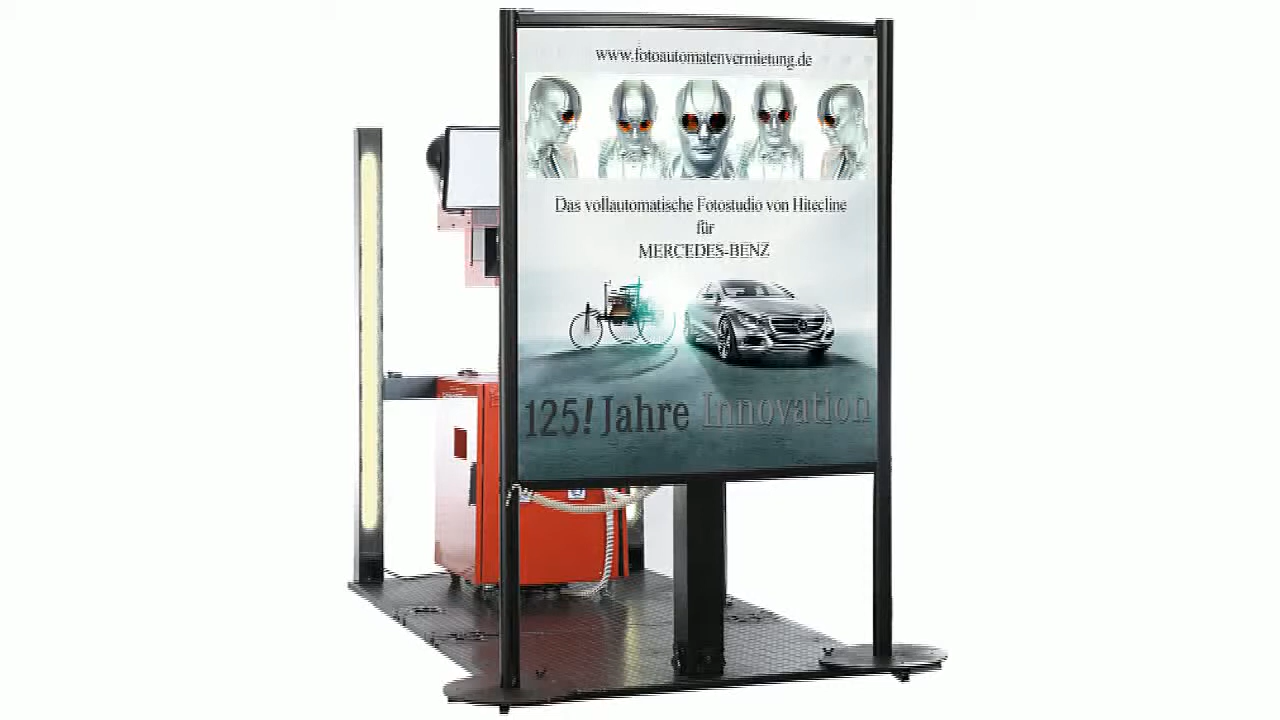 www.fotoautomatenvermietung.de
Das vollautomatische Fotostudio von Hitecline
für
MERCEDES-BENZ
125! Jahre Innovation